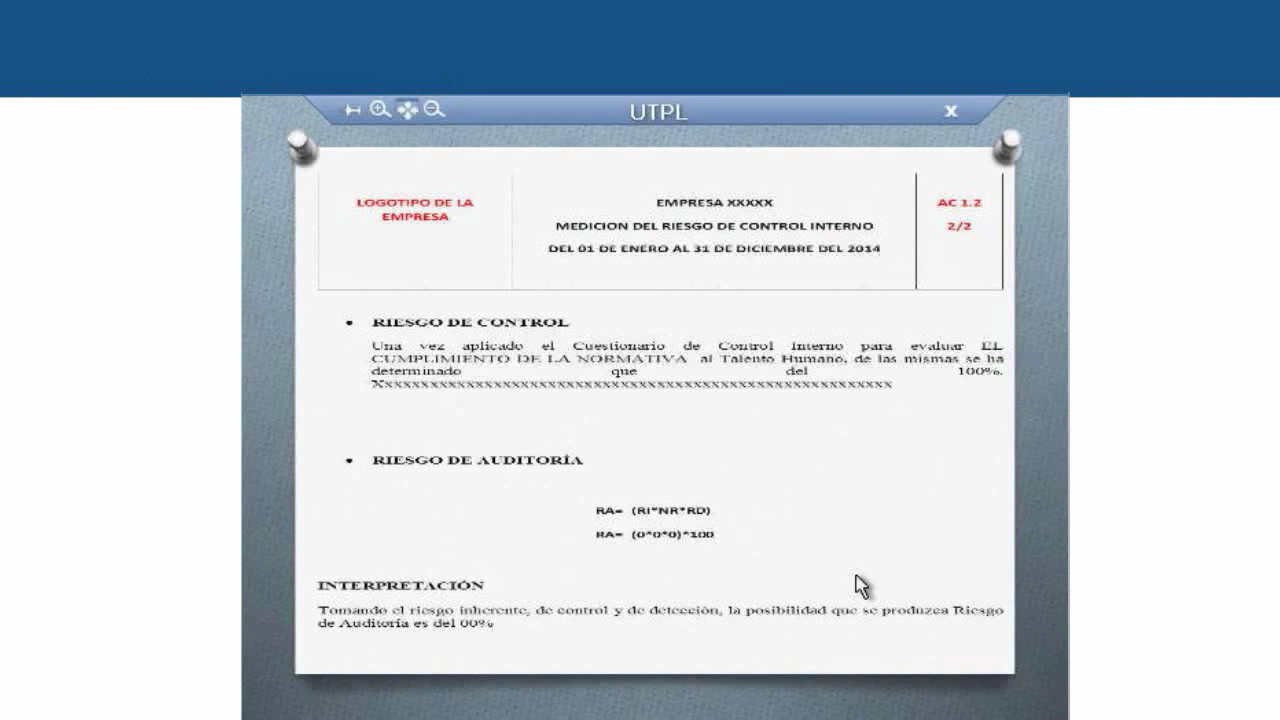 UTPL
x
LOGOTIPO DE LA
EMPRESA
EMPRESA XXXXX
MEDICION DEL RIESGO DE CONTROL INTERNO
DEL 01 DE ENERO AL 31 DE DICIEMBRE DEL 2014
AC 1.2
2/2
• RIESGO DE CONTROL
Una vez aplicado el Cuestionario de Control Interno para evaluar EL
CUMPLIMIENTO DE LA NORMATIVA al Talento Humano, de las mismas se ha
determinado que del 100%.
• RIESGO DE AUDITORÍA
RA= (RI*NR*RD)
RA= (0*0*0)*100
INTERPRETACIÓN
Tomando el riesgo inherente, de control y de detección, la posibilidad que se produzca Riesgo
de Auditoría es del 00%